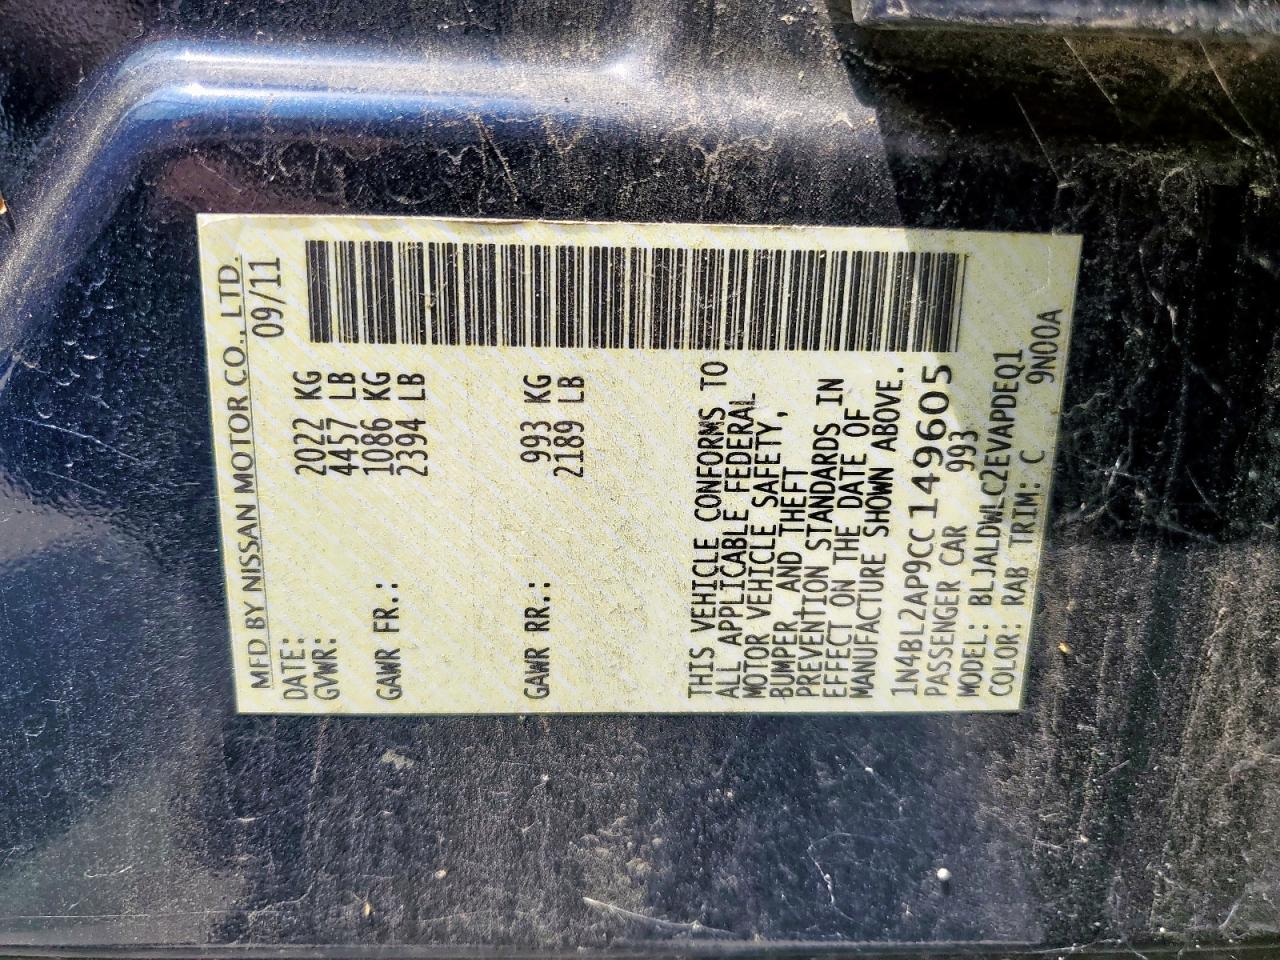 MFD BY NISSAN MOTOR CO., LTD.
DATE: 09/11
GVWR: 2022 KG
4457 LB
GAWR FR.: 1086 KG
2394 LB
GAWR RR.: 993 KG
2189 LB
THIS VEHICLE CONFORMS TO
ALL APPLICABLE FEDERAL
MOTOR VEHICLE SAFETY,
BUMPER AND THEFT
PREVENTION STANDARDS IN
EFFECT ON THE DATE OF
MANUFACTURE SHOWN ABOVE.
1N4BL2AP9CC149605
PASSENGER CAR 993
MODEL: BLJALDWLC2EVAPDEQ1
COLOR: RAB TRIM: C 9N00A